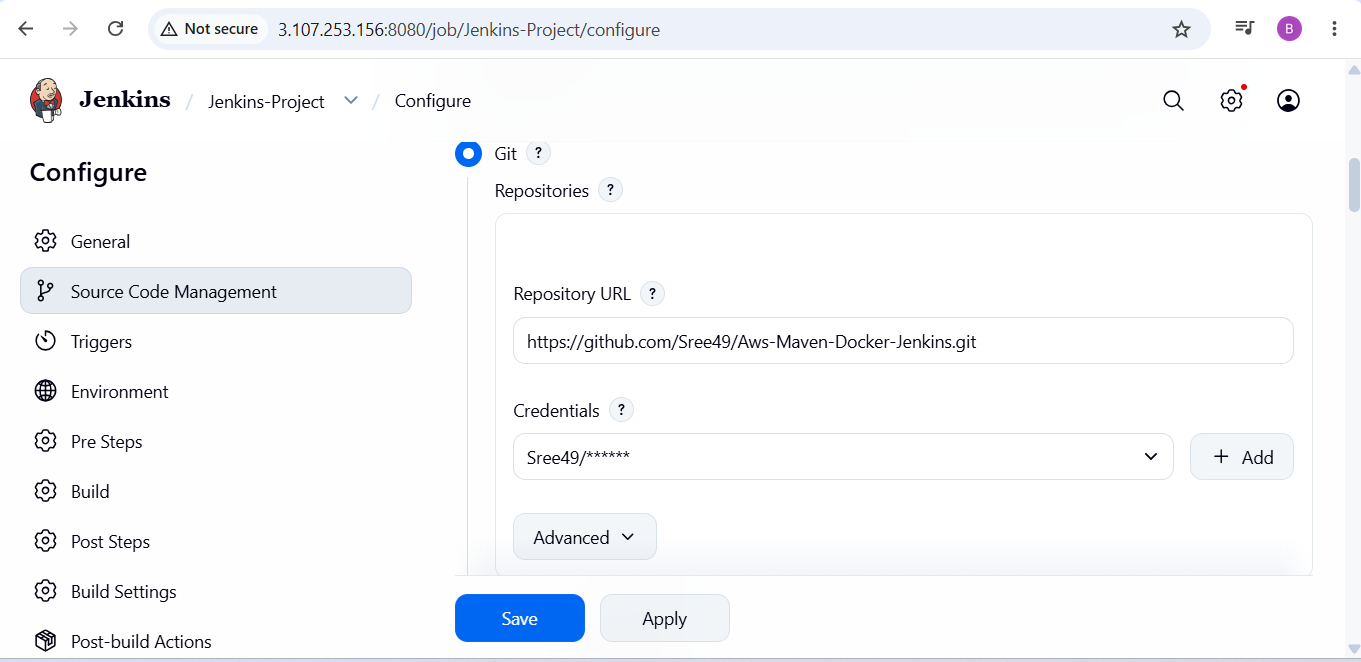 Not secure 3.107.253.156:8080/job/Jenkins-Project/configure B
Jenkins / Jenkins-Project / Configure
Configure
General
Source Code Management
Triggers
Environment
Pre Steps
Build
Post Steps
Build Settings
Post-build Actions
Git ?
Repositories ?
Repository URL ?
https://github.com/Sree49/Aws-Maven-Docker-Jenkins.git
Credentials ?
Sree49/******
+ Add
Advanced
Save Apply